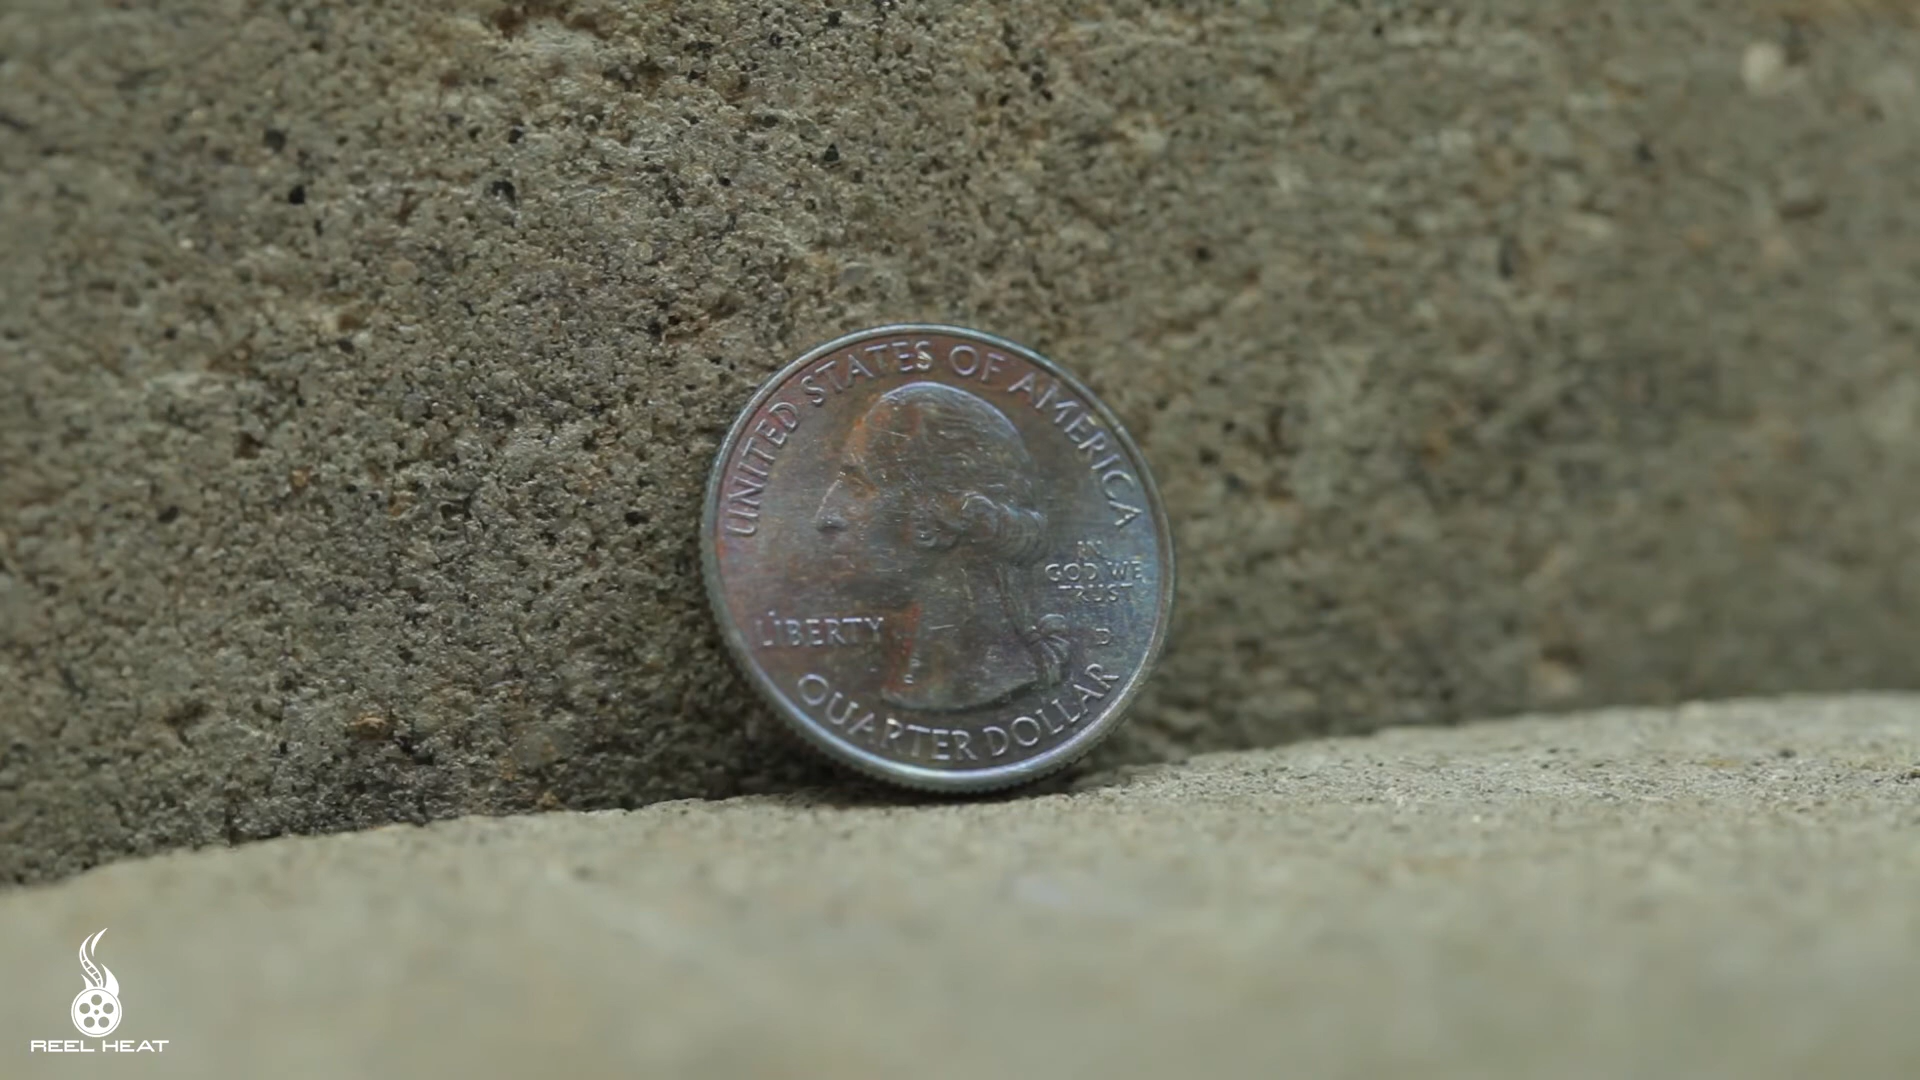 UNITED STATES OF AMERICA
IN
GOD WE
TRUST
LIBERTY
D
QUARTER DOLLAR
REEL HEAT